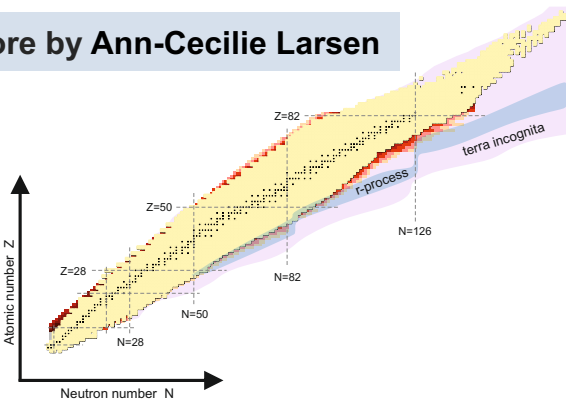 ore by Ann-Cecilie Larsen
Z=82
terra incognita
r-process
Z=50
N=126
Z=28
N=82
N=50
N=28
Atomic number Z
Neutron number N